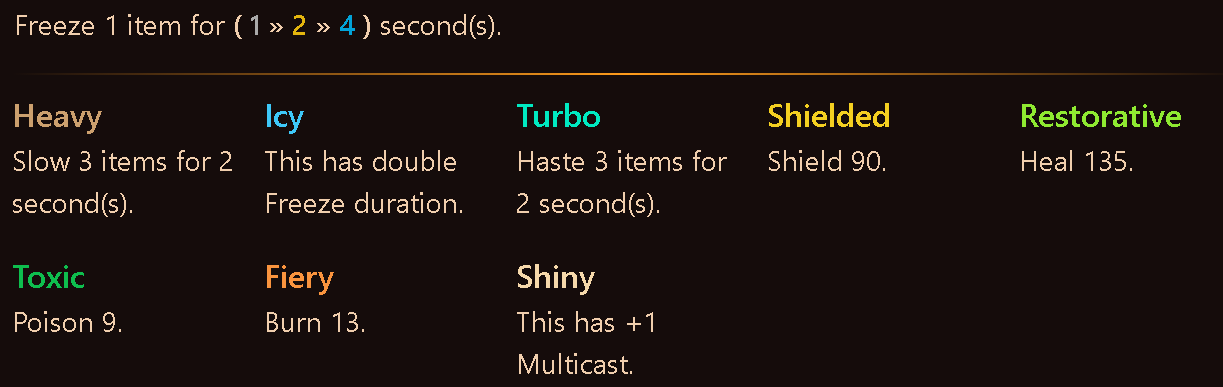 Freeze 1 item for ( 1 » 2 » 4 ) second(s).
Heavy
Slow 3 items for 2
second(s).
Icy
This has double
Freeze duration.
Turbo
Haste 3 items for
2 second(s).
Shielded
Shield 90.
Restorative
Heal 135.
Toxic
Poison 9.
Fiery
Burn 13.
Shiny
This has +1
Multicast.